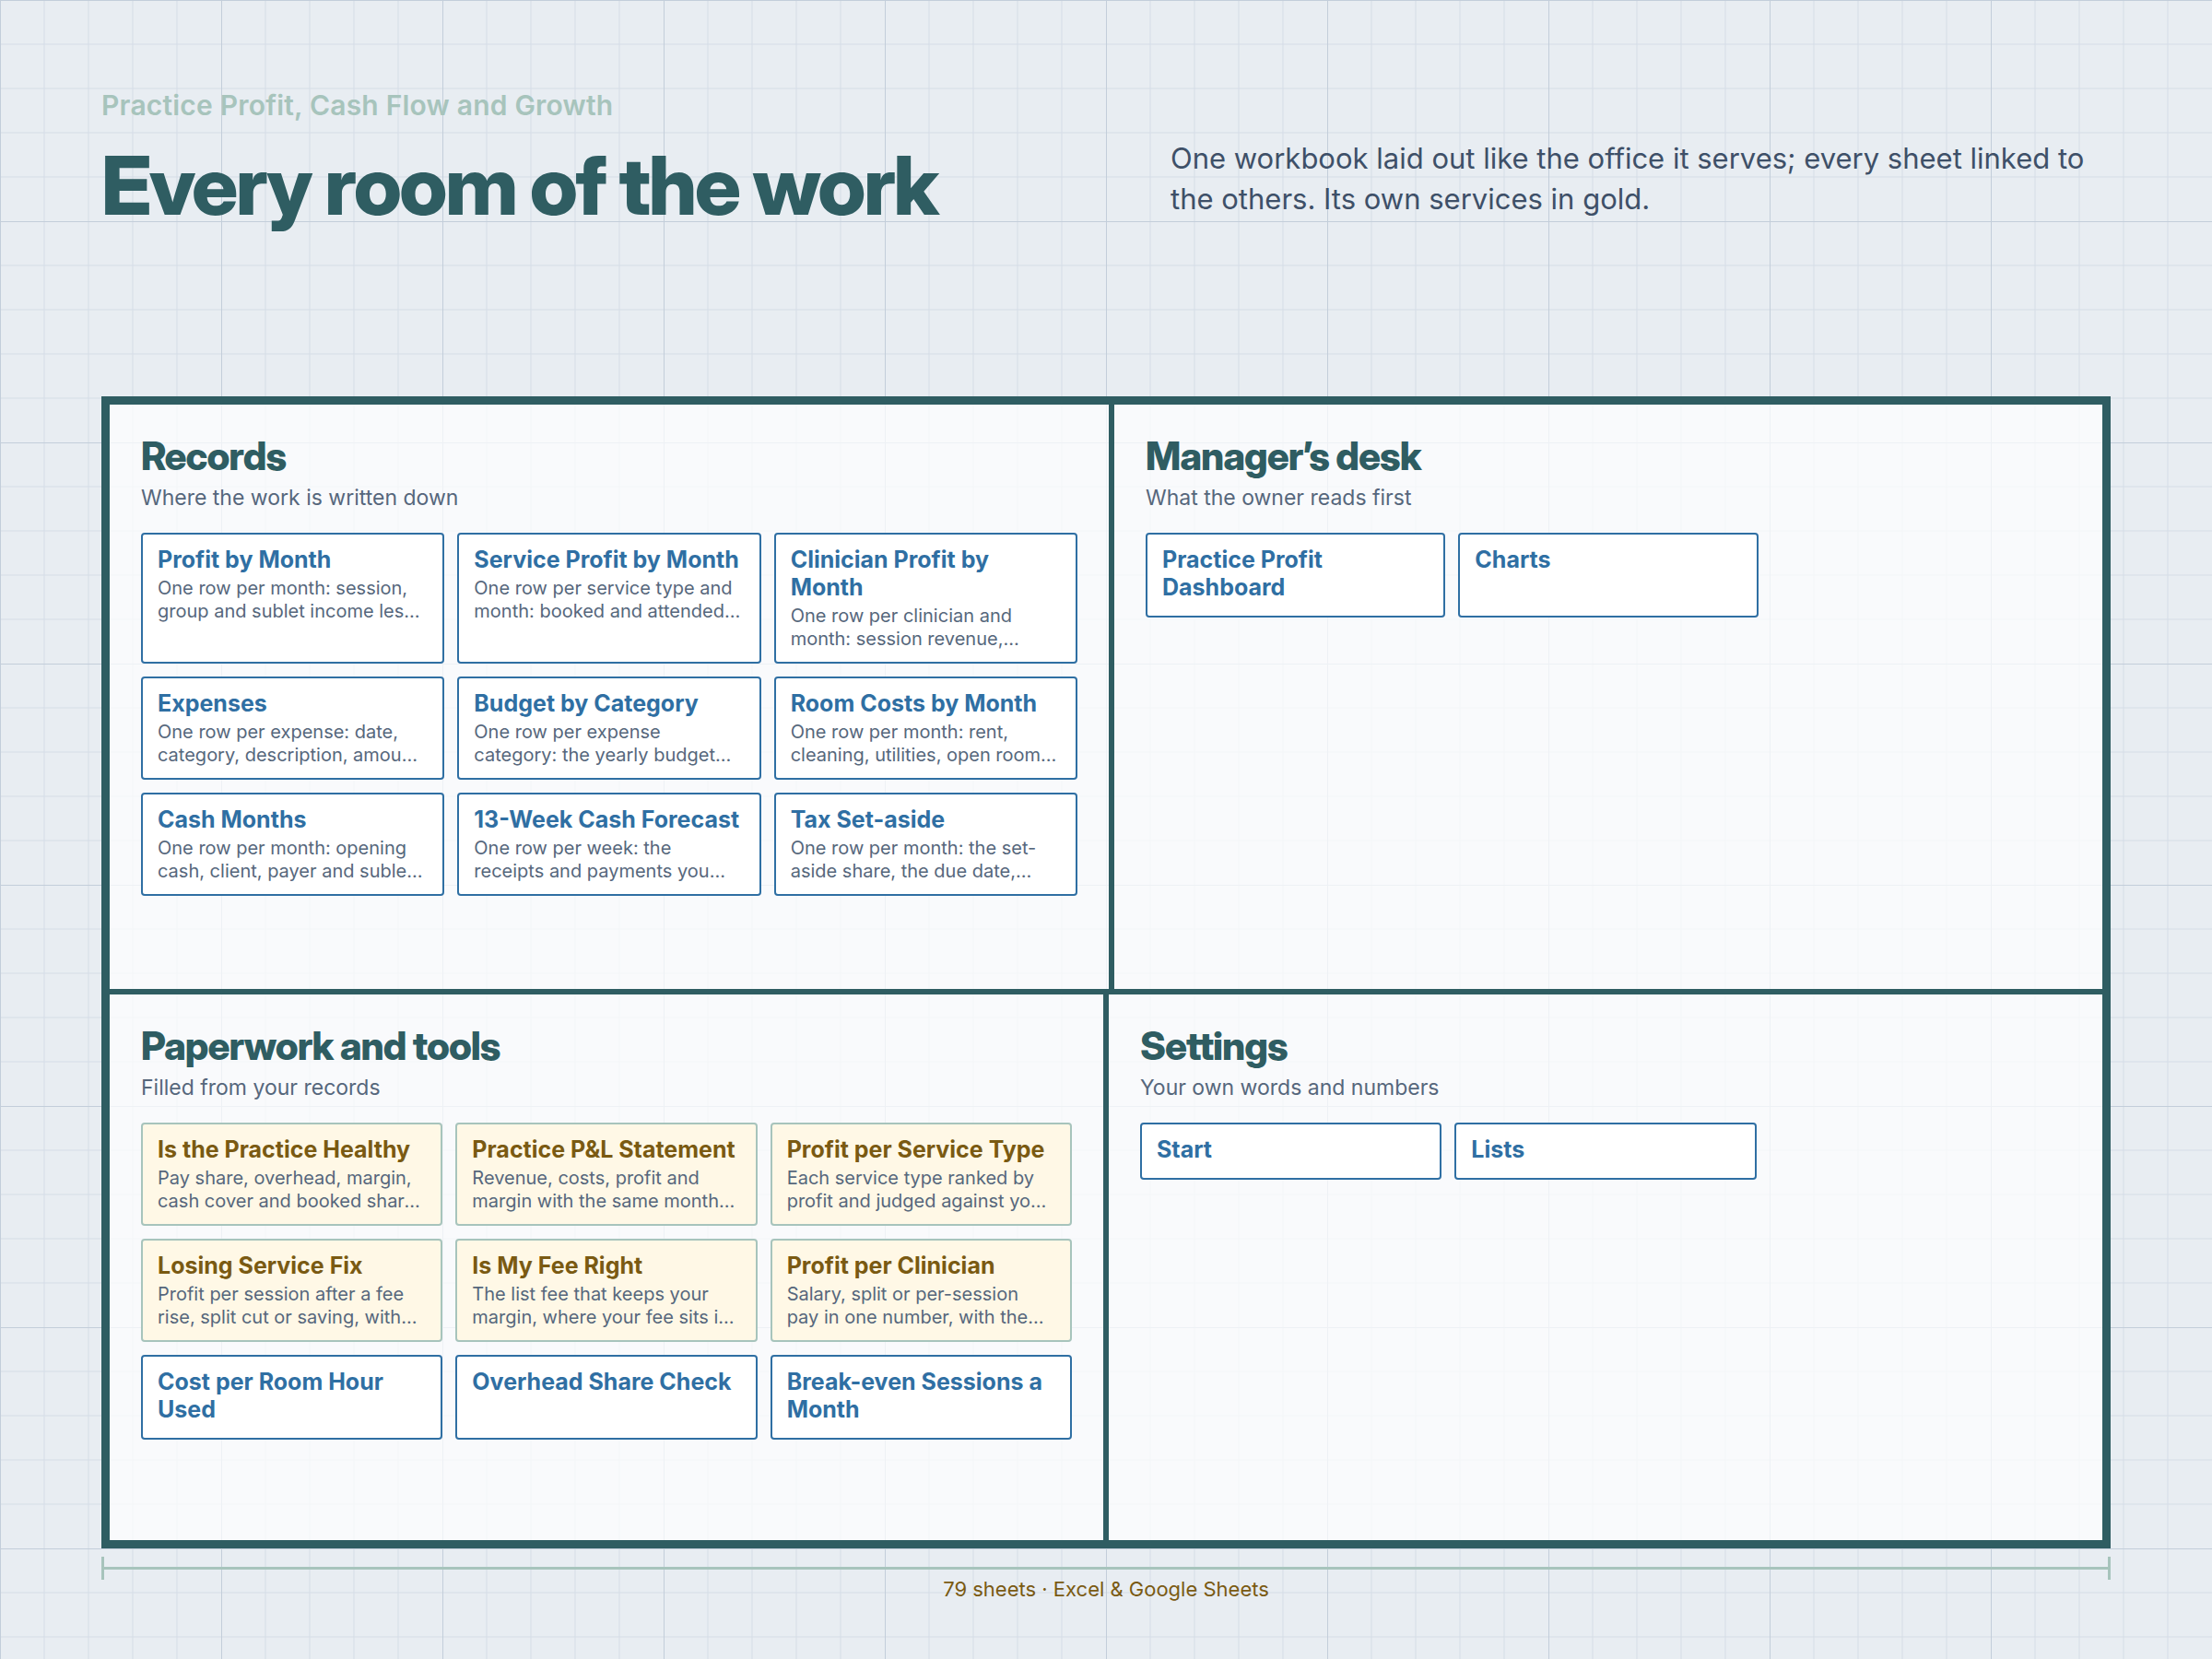 Practice Profit, Cash Flow and Growth
Every room of the work
One workbook laid out like the office it serves; every sheet linked to
the others. Its own services in gold.
Records
Where the work is written down
Profit by Month
One row per month: session,
group and sublet income les...
Service Profit by Month
One row per service type and
month: booked and attended...
Clinician Profit by
Month
One row per clinician and
month: session revenue,...
Expenses
One row per expense: date,
category, description, amou...
Budget by Category
One row per expense
category: the yearly budget...
Room Costs by Month
One row per month: rent,
cleaning, utilities, open room...
Cash Months
One row per month: opening
cash, client, payer and suble...
13-Week Cash Forecast
One row per week: the
receipts and payments you...
Tax Set-aside
One row per month: the set-
aside share, the due date,...
Manager’s desk
What the owner reads first
Practice Profit
Dashboard
Charts
Paperwork and tools
Filled from your records
Is the Practice Healthy
Pay share, overhead, margin,
cash cover and booked shar...
Practice P&L Statement
Revenue, costs, profit and
margin with the same month...
Profit per Service Type
Each service type ranked by
profit and judged against yo...
Losing Service Fix
Profit per session after a fee
rise, split cut or saving, with...
Is My Fee Right
The list fee that keeps your
margin, where your fee sits i...
Profit per Clinician
Salary, split or per-session
pay in one number, with the...
Cost per Room Hour
Used
Overhead Share Check
Break-even Sessions a
Month
Settings
Your own words and numbers
Start
Lists
79 sheets · Excel & Google Sheets